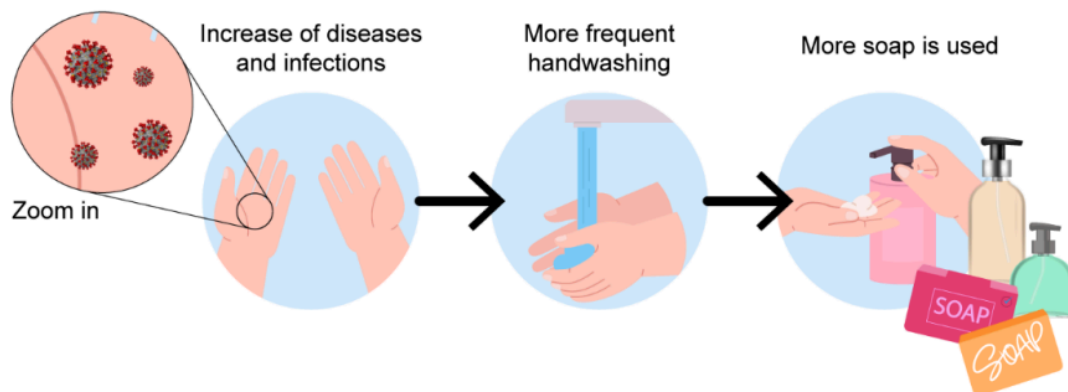 Increase of diseases
and infections
More frequent
handwashing
More soap is used
Zoom in
SOAP
SOAP